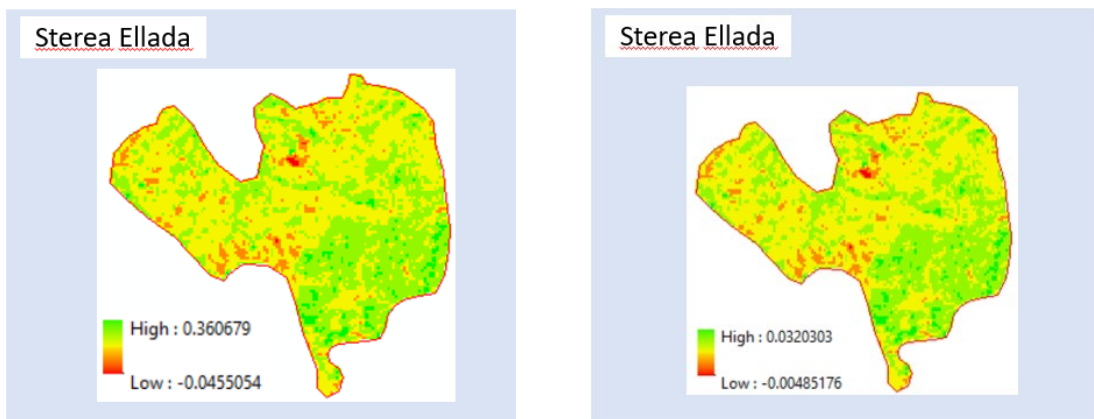 Sterea Ellada
High : 0.360679
Low : -0.0455054
Sterea Ellada
High : 0.0320303
Low : -0.00485176